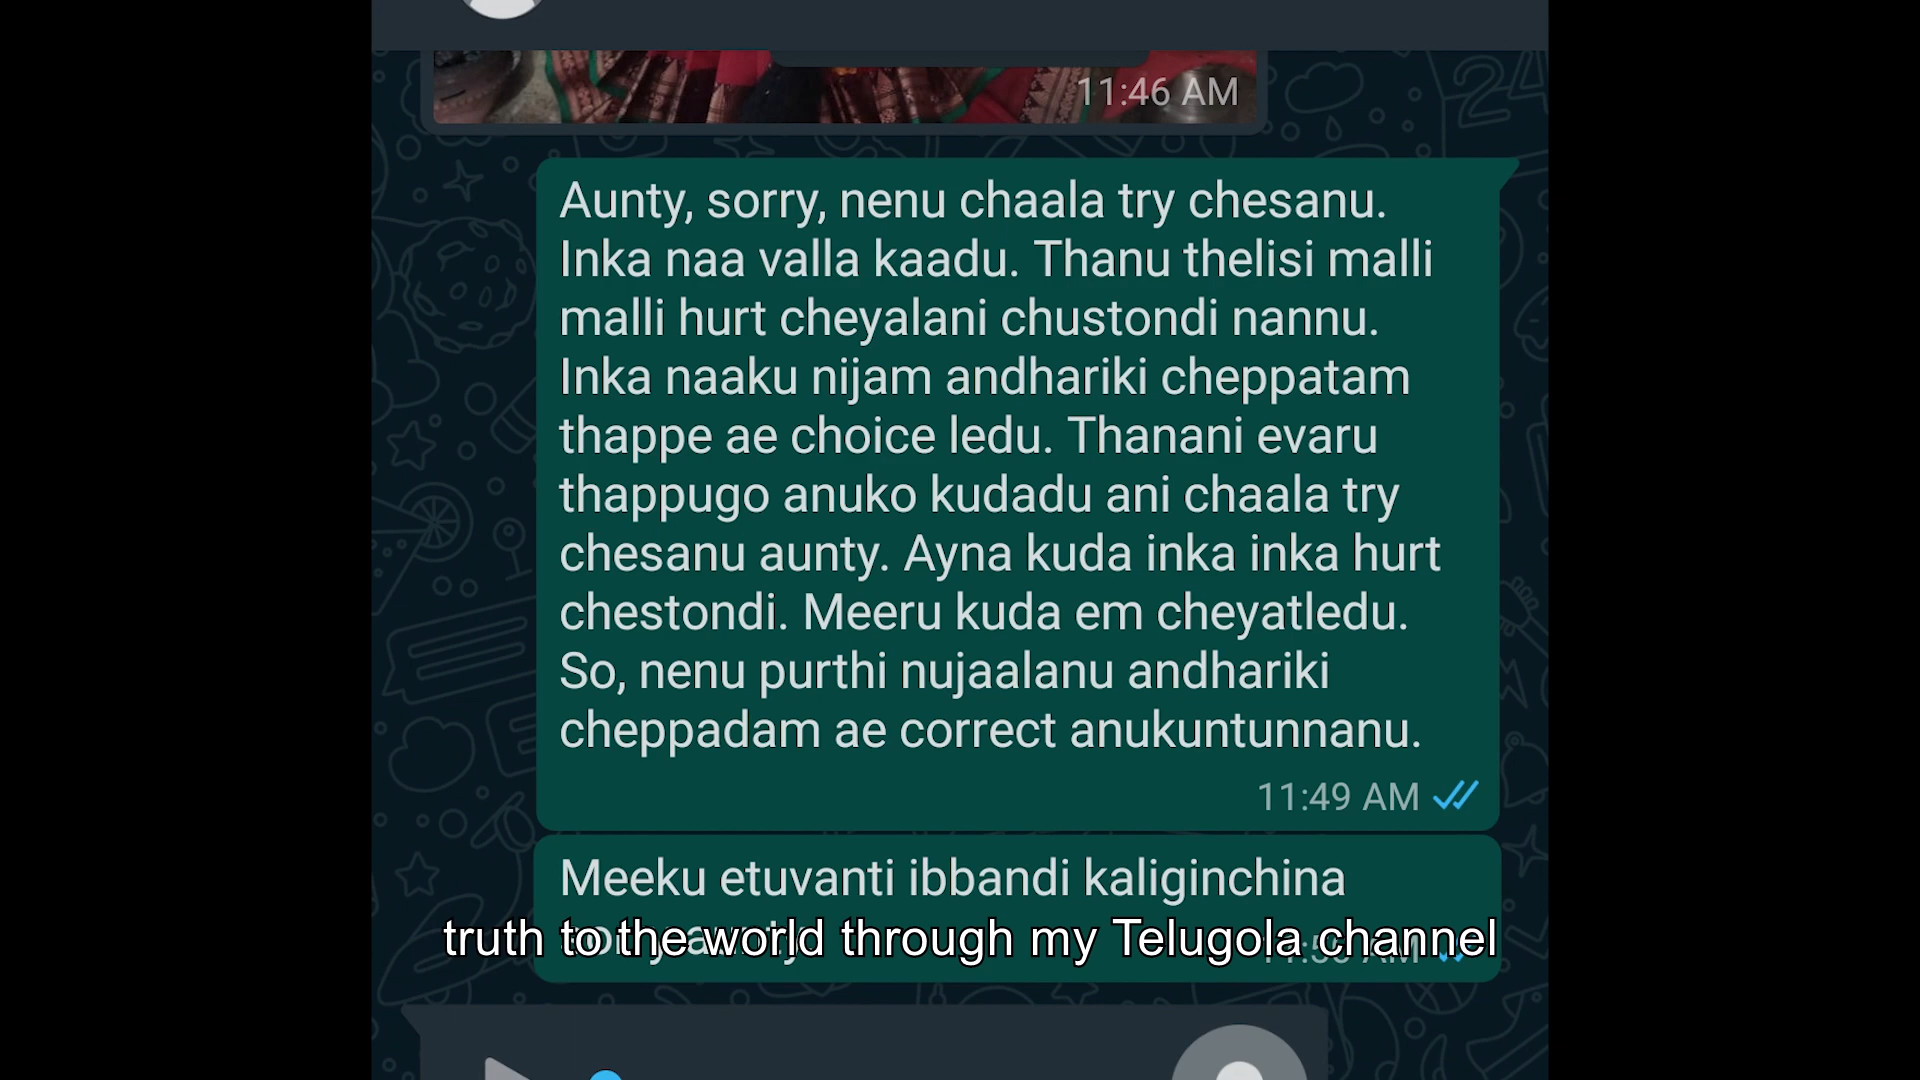 11:46 AM
Aunty, sorry, nenu chaala try chesanu.
Inka naa valla kaadu. Thanu thelisi malli
malli hurt cheyalani chustondi nannu.
Inka naaku nijam andhariki cheppatam
thappe ae choice ledu. Thanani evaru
thappugo anuko kudadu ani chaala try
chesanu aunty. Ayna kuda inka inka hurt
chestondi. Meeru kuda em cheyatledu.
So, nenu purthi nujaalanu andhariki
cheppadam ae correct anukuntunnanu.
11:49 AM
Meeku etuvanti ibbandi kaliginchina
truth to the world through my Telugola channel